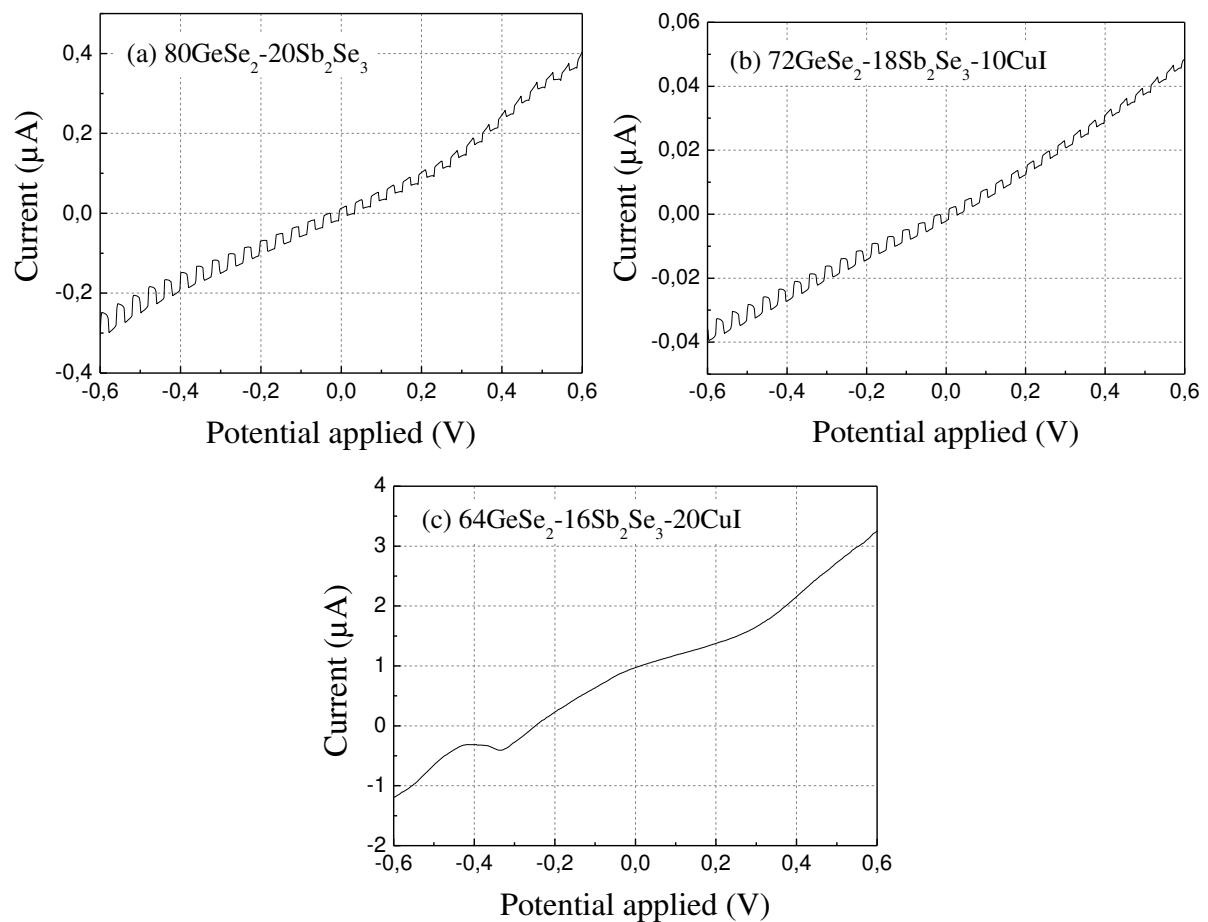 (a) 80GeSe₂-20Sb₂Se₃
0,4
0,2
0,0
-0,2
-0,4
Current (µA)
-0,6 -0,4 -0,2 0,0 0,2 0,4 0,6
Potential applied (V)
(b) 72GeSe₂-18Sb₂Se₃-10CuI
0,06
0,04
0,02
0,00
-0,02
-0,04
Current (µA)
-0,6 -0,4 -0,2 0,0 0,2 0,4 0,6
Potential applied (V)
(c) 64GeSe₂-16Sb₂Se₃-20CuI
4
3
2
1
0
-1
-2
Current (µA)
-0,6 -0,4 -0,2 0,0 0,2 0,4 0,6
Potential applied (V)